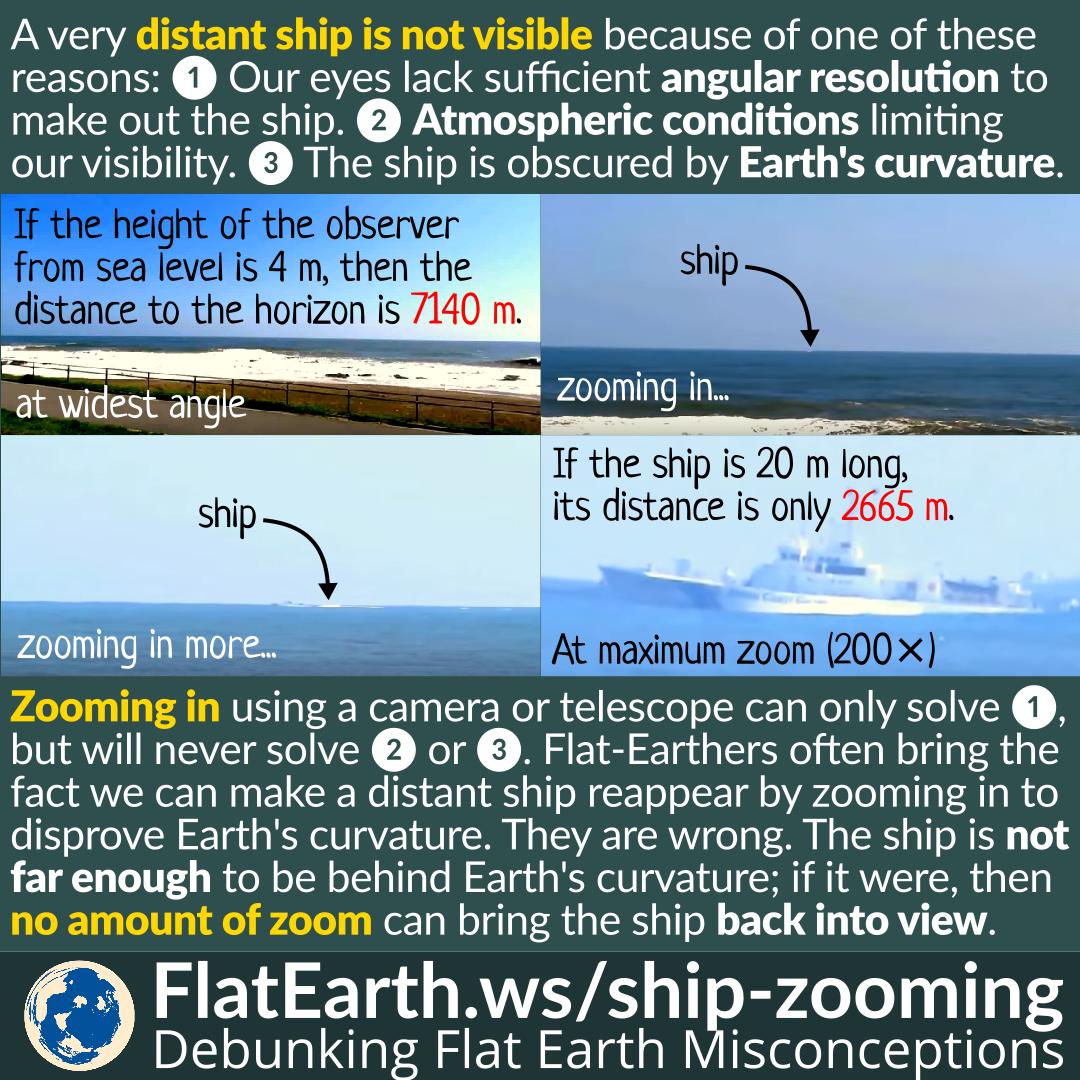 A very distant ship is not visible because of one of these
reasons: 1 Our eyes lack sufficient angular resolution to
make out the ship. 2 Atmospheric conditions limiting
our visibility. 3 The ship is obscured by Earth's curvature.
If the height of the observer
from sea level is 4 m, then the
distance to the horizon is 7140 m.
at widest angle
ship
zooming in...
ship
zooming in more...
If the ship is 20 m long,
its distance is only 2665 m.
At maximum zoom (200×)
Zooming in using a camera or telescope can only solve 1,
but will never solve 2 or 3. Flat-Earthers often bring the
fact we can make a distant ship reappear by zooming in to
disprove Earth's curvature. They are wrong. The ship is not
far enough to be behind Earth's curvature; if it were, then
no amount of zoom can bring the ship back into view.
FlatEarth.ws/ship-zooming
Debunking Flat Earth Misconceptions